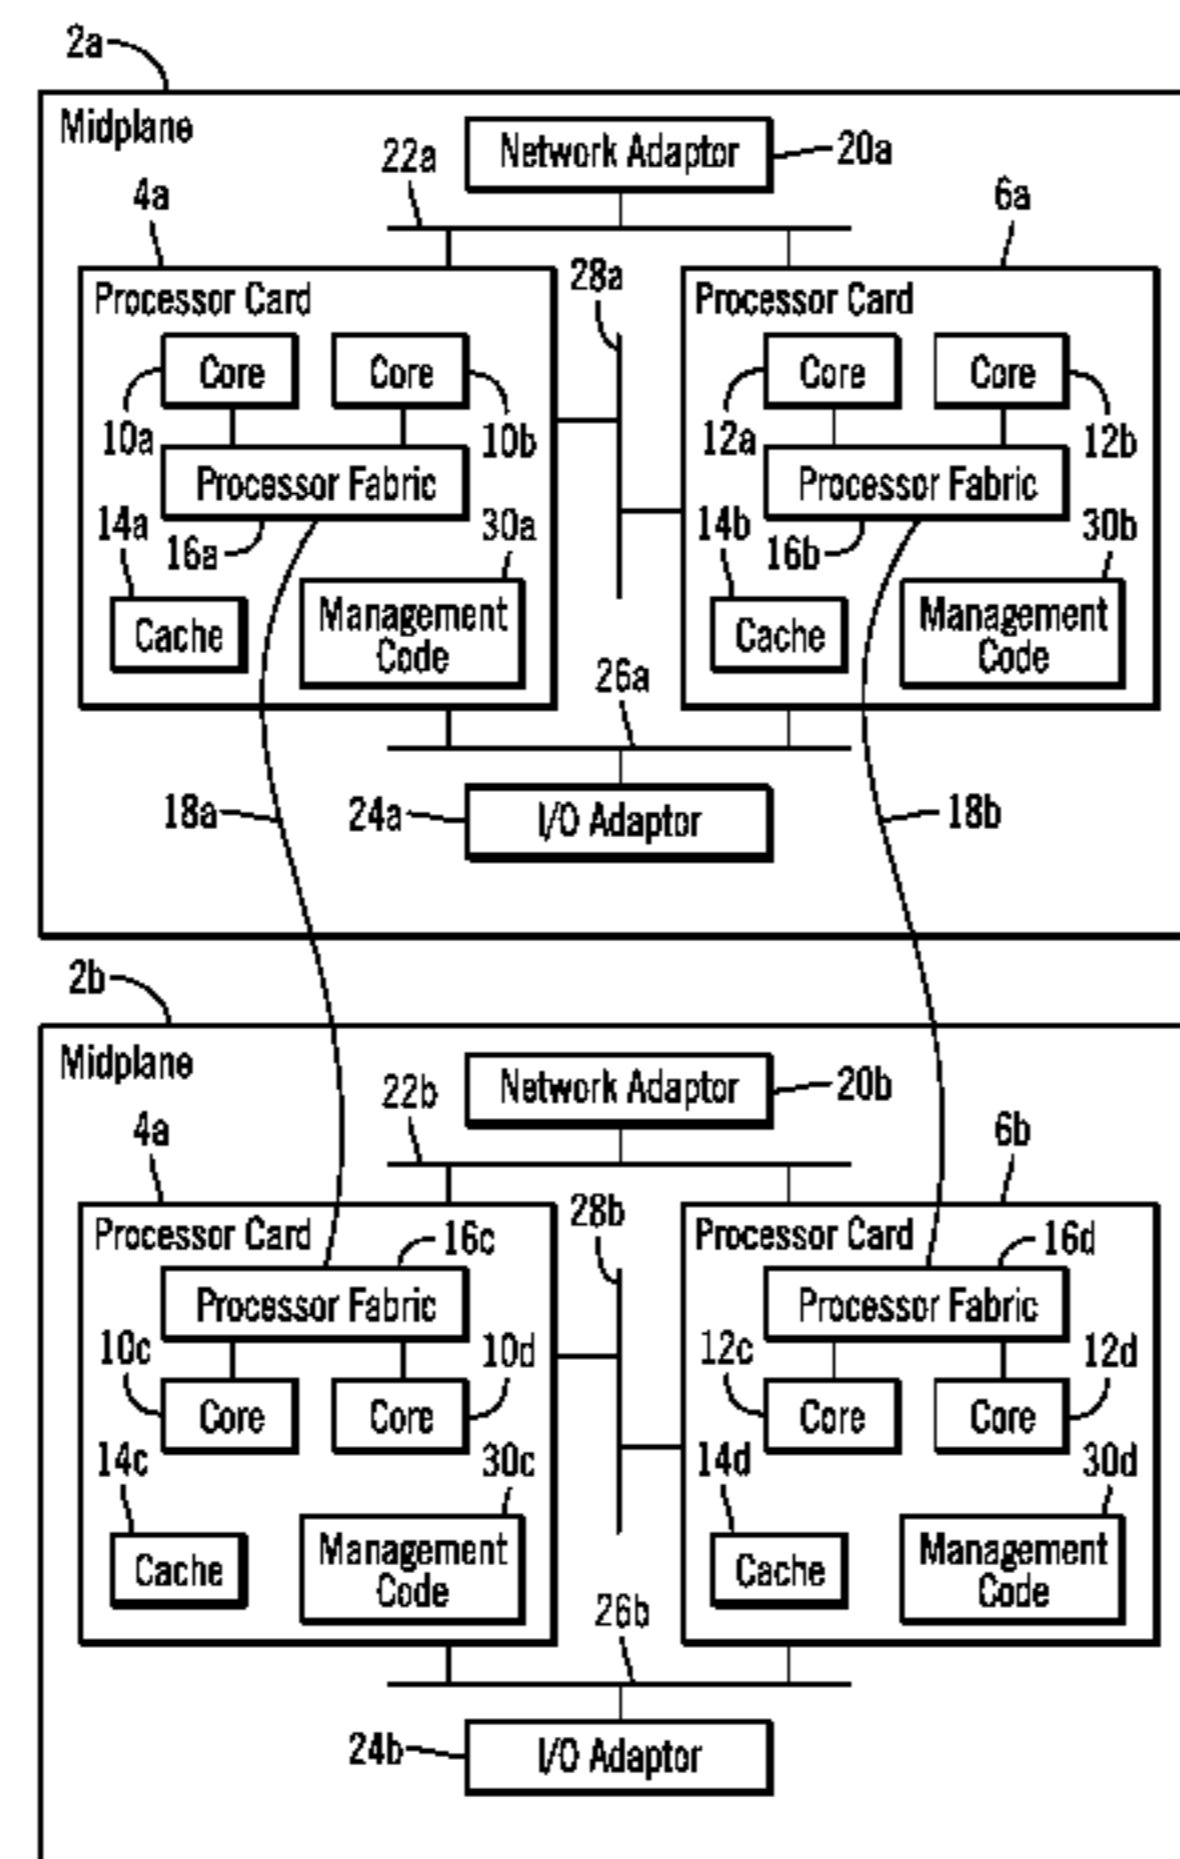 2a
Midplane
Network Adaptor
20a
22a
4a
6a
28a
Processor Card
Processor Card
Core
Core
Core
Core
10a
10b
12a
12b
Processor Fabric
Processor Fabric
14a
16a
30a
14b
16b
30b
Cache
Management
Code
Cache
Management
Code
26a
18a
24a
I/O Adaptor
18b
2b
Midplane
Network Adaptor
20b
22b
4a
6b
28b
Processor Card
16c
Processor Card
16d
Processor Fabric
Processor Fabric
10c
10d
12c
12d
Core
Core
Core
Core
14c
30c
14d
30d
Cache
Management
Code
Cache
Management
Code
26b
24b
I/O Adaptor